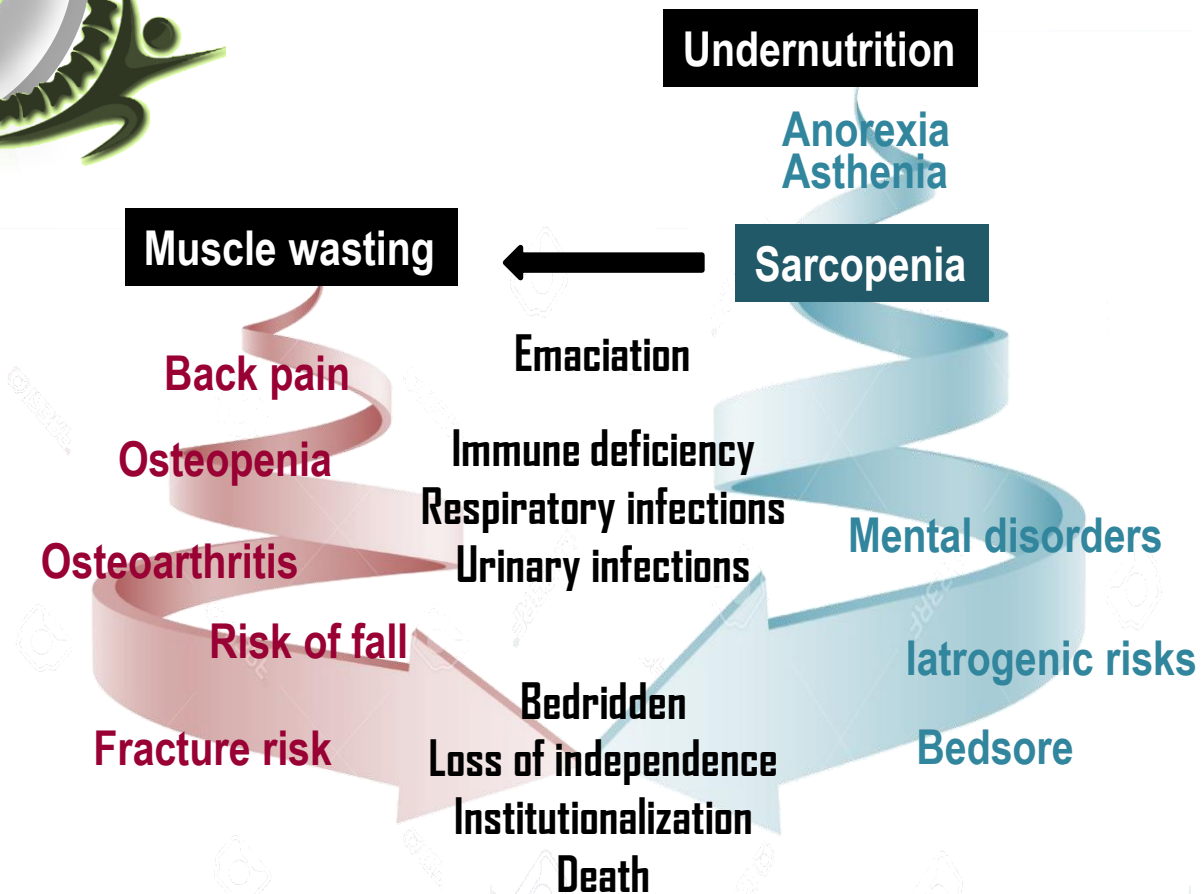 Undernutrition
Anorexia
Asthenia
Muscle wasting
Sarcopenia
Emaciation
Back pain
Immune deficiency
Osteopenia
Respiratory infections
Mental disorders
Osteoarthritis
Urinary infections
Risk of fall
Iatrogenic risks
Bedridden
Fracture risk
Loss of independence
Bedsore
Institutionalization
Death